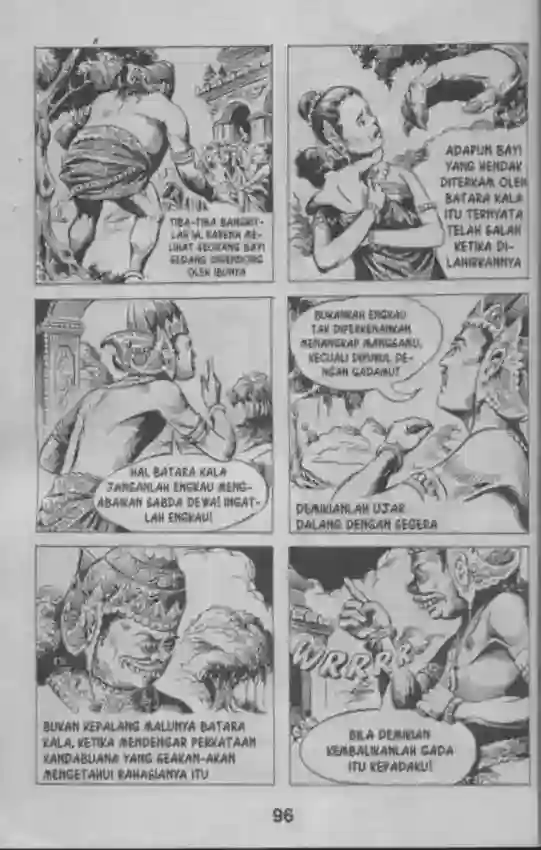 TIBA-TIBA BANGKIT-
LAH IA, KARENA ME-
LIHAT SEORANG BAYI
SEDANG DIGENDONG
OLEH IBUNYA
ADAPUN BAYI
YANG HENDAK
DITERKAM OLEH
BATARA KALA
ITU TERNYATA
TELAH SALAH
KETIKA DI-
LAHIRKANNYA
HAI, BATARA KALA
JANGANLAH ENGKAU MENG-
ABAIKAN SABDA DEWA! INGAT-
LAH ENGKAU!
BUKANKAH ENGKAU
TAK DIPERKENANKAN
MENANGKAP MANGSAMU,
KECUALI DIPUKUL DE-
NGAN GADAMU?
DEMIKIANLAH UJAR
DALANG DENGAN SEGERA
BUKAN KEPALANG MALUNYA BATARA
KALA, KETIKA MENDENGAR PERKATAAN
KANDABUANA YANG SEAKAN-AKAN
MENGETAHUI RAHASIANYA ITU
WRRRR
BILA DEMIKIAN
KEMBALIKANLAH GADA
ITU KEPADAKU!
96